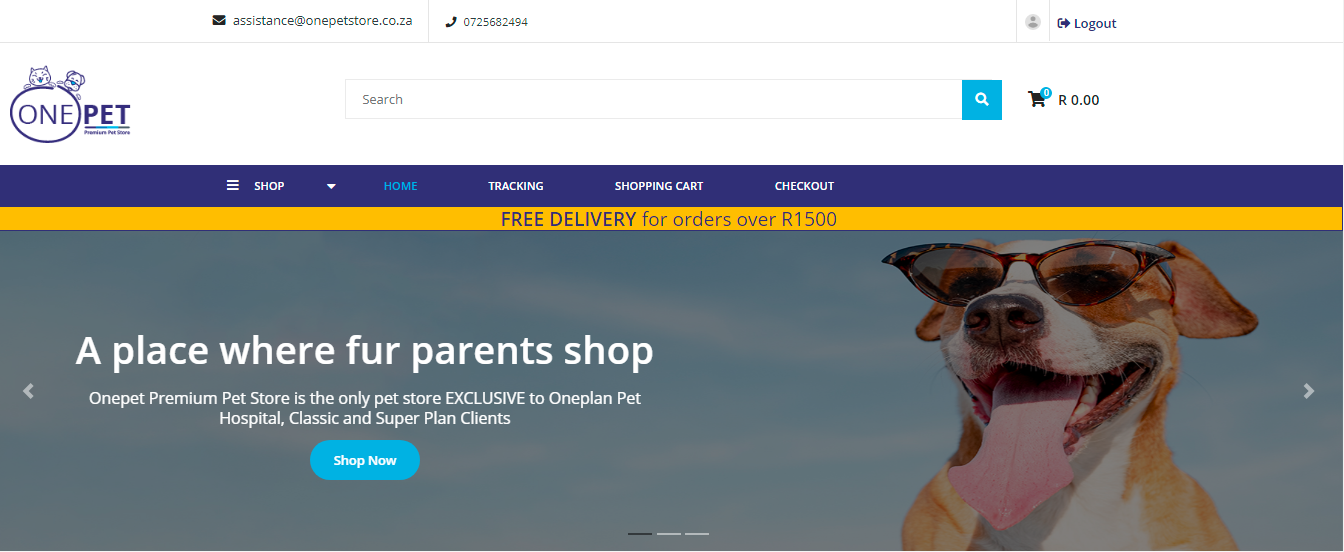 assistance@onepetstore.co.za
0725682494
Logout
ONEPET
Premium Pet Store
Search
0
R 0.00
SHOP
HOME
TRACKING
SHOPPING CART
CHECKOUT
FREE DELIVERY for orders over R1500
A place where fur parents shop
Onepet Premium Pet Store is the only pet store EXCLUSIVE to Oneplan Pet
Hospital, Classic and Super Plan Clients
Shop Now